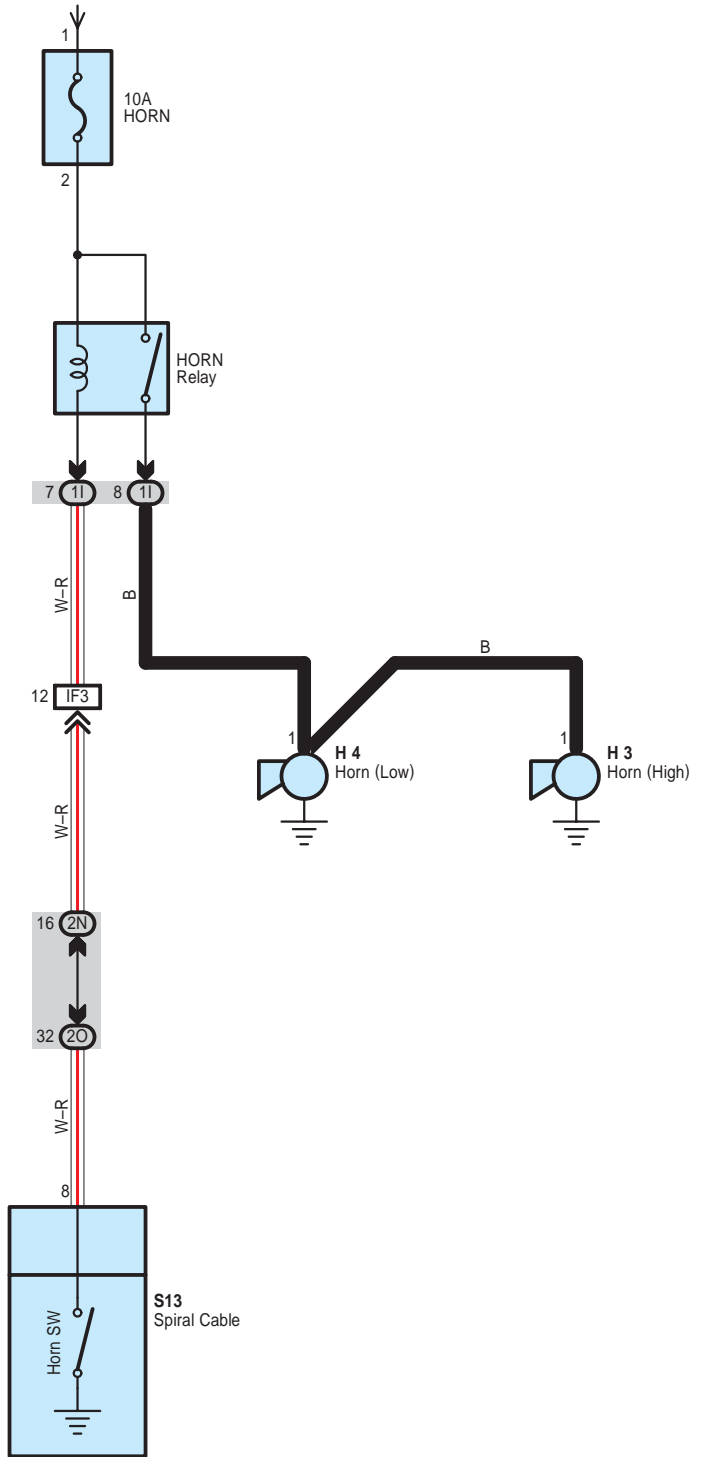 1
10A
HORN
2
HORN
Relay
7 1I 8 1I
W–R
B
B
12 IF3
1 H 4
Horn (Low)
1 H 3
Horn (High)
W–R
16 2N
32 2O
W–R
8
S13
Spiral Cable
Horn SW